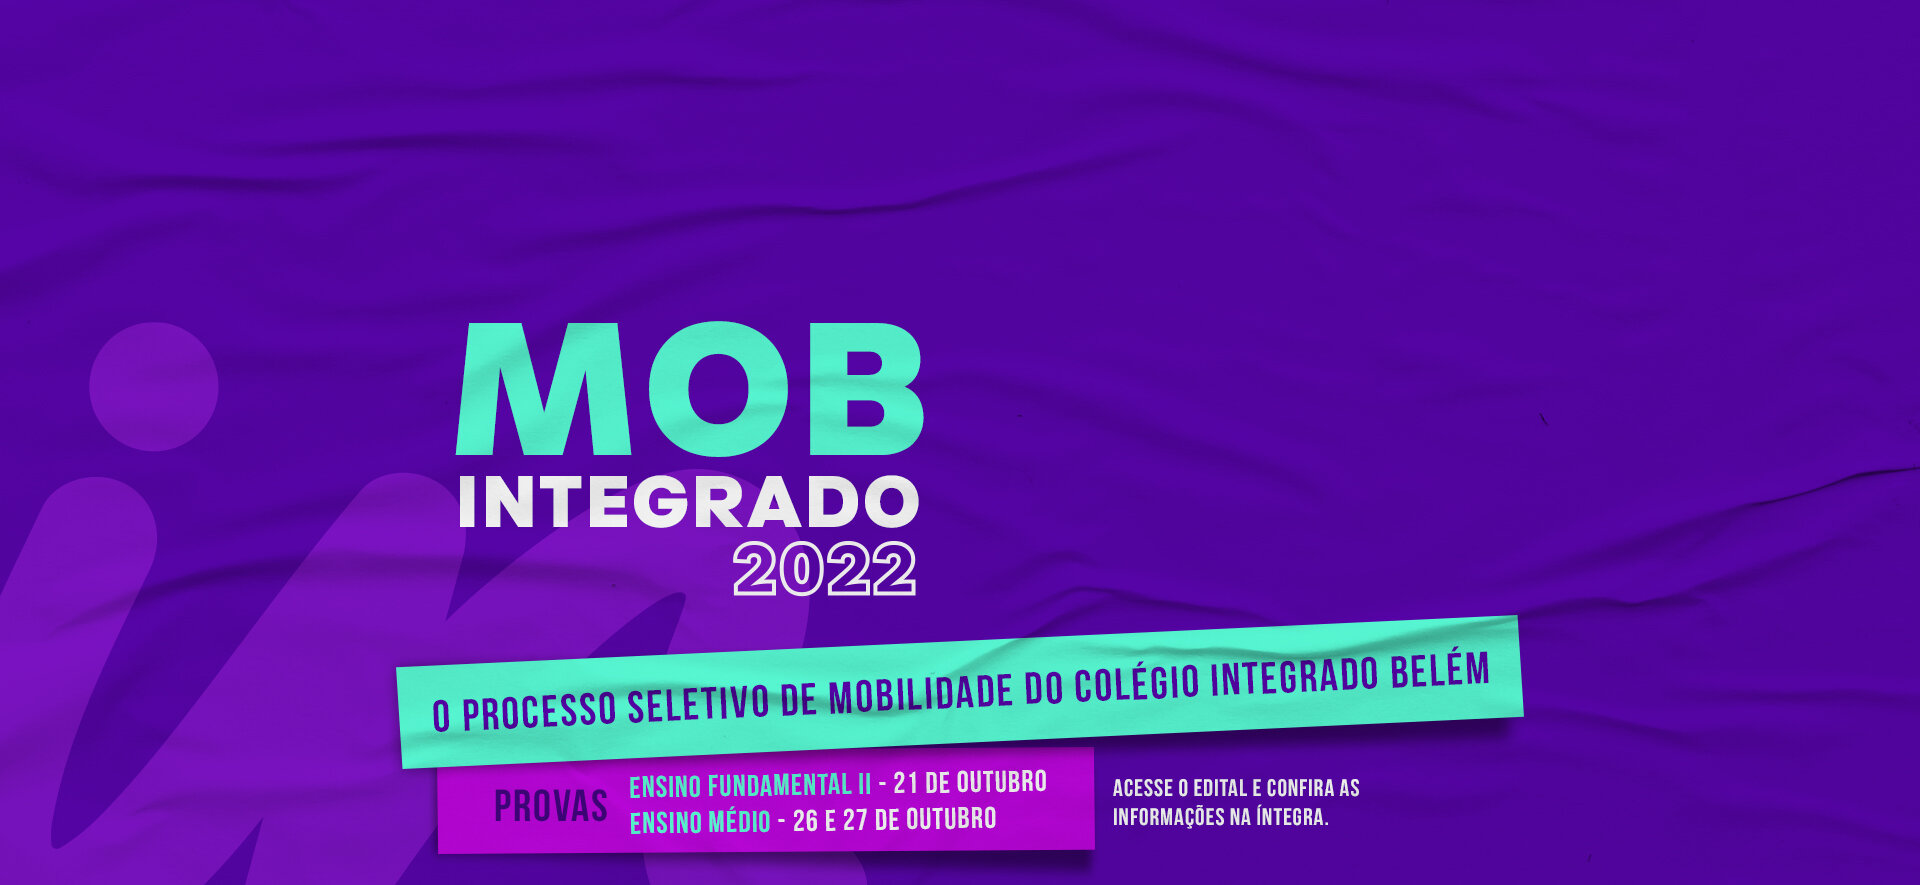 MOB
INTEGRADO
2022
O PROCESSO SELETIVO DE MOBILIDADE DO COLÉGIO INTEGRADO BELÉM
PROVAS
ENSINO FUNDAMENTAL II - 21 DE OUTUBRO
ENSINO MÉDIO - 26 E 27 DE OUTUBRO
ACESSE O EDITAL E CONFIRA AS
INFORMAÇÕES NA ÍNTEGRA.